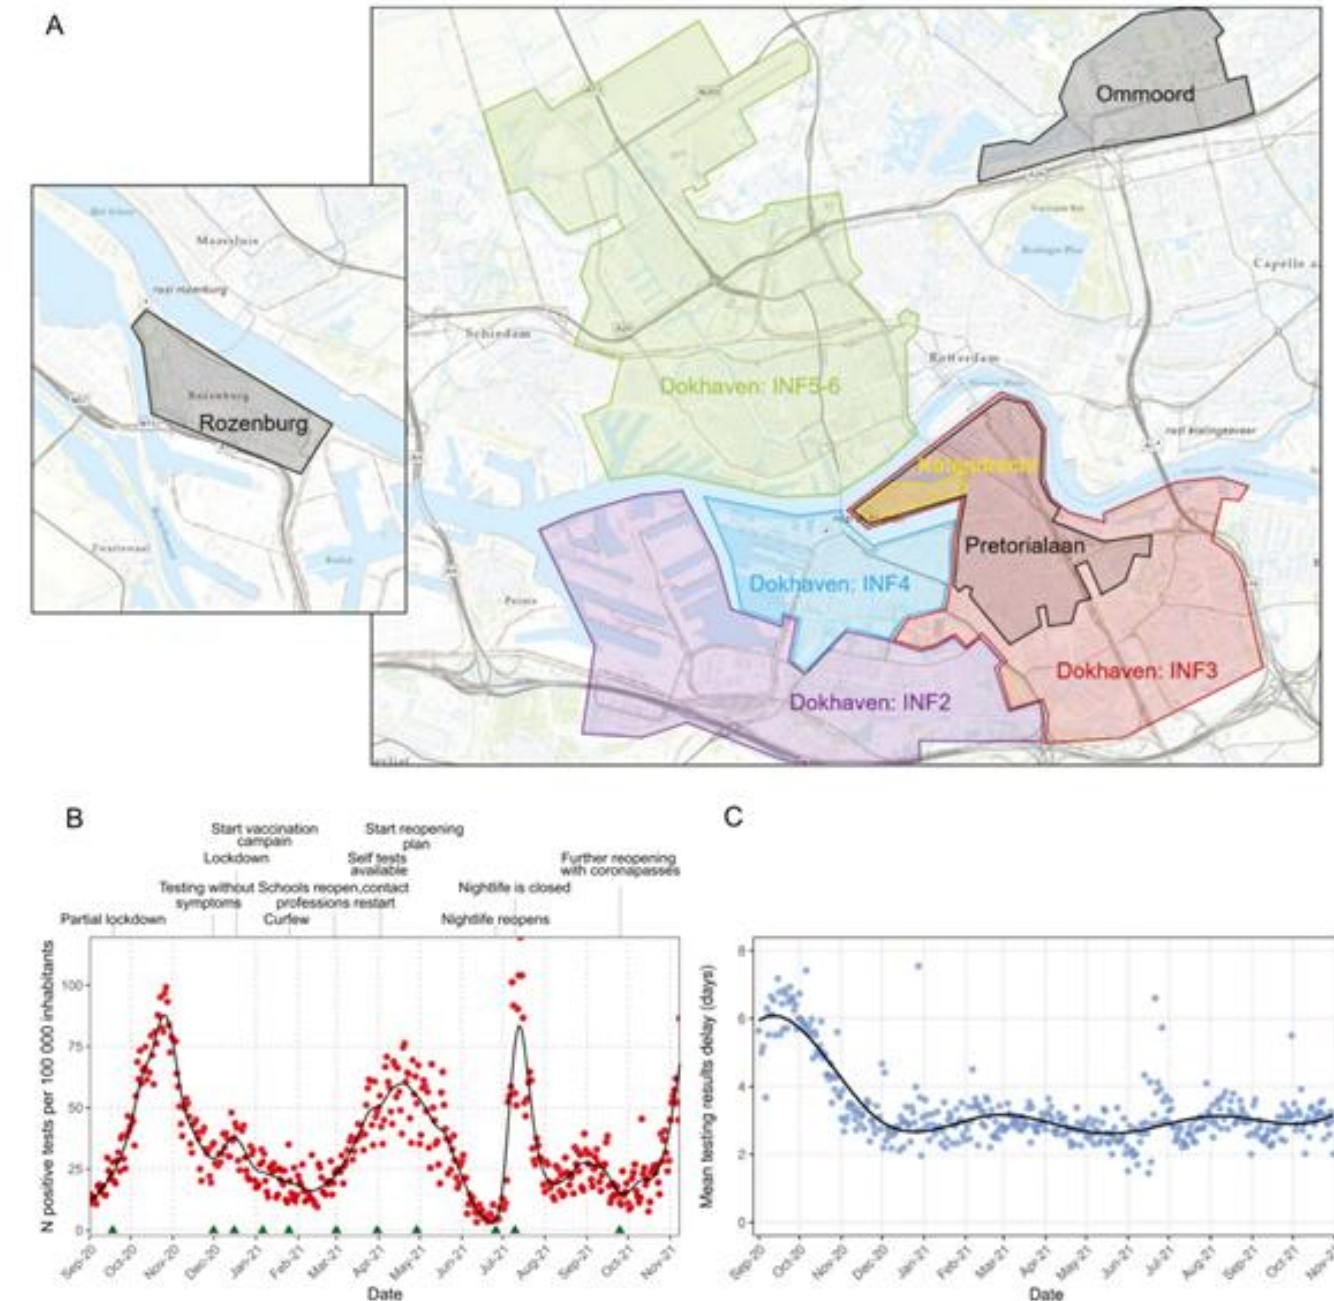 A
Ommoord
Maassluis
Rozenburg
Rozenburg
Schiedam
Rotterdam
Capelle a
Dokhaven: INF5-6
Pretorialaan
Dokhaven: INF4
Dokhaven: INF3
Dokhaven: INF2
B
C
Start vaccination
campain
Start reopening
plan
Lockdown
Self tests
available
Further reopening
with coronapasses
Testing without
symptoms
Schools reopen,contact
professions restart
Nightlife is closed
Partial lockdown
Curfew
Nightlife reopens
N positive tests per 100 000 inhabitants
100
75
50
25
0
Sep-20
Oct-20
Nov-20
Dec-20
Jan-21
Feb-21
Mar-21
Apr-21
May-21
Jun-21
Jul-21
Aug-21
Sep-21
Oct-21
Nov-21
Date
Mean testing results delay (days)
8
6
4
2
0
Sep-20
Oct-20
Nov-20
Dec-20
Jan-21
Feb-21
Mar-21
Apr-21
May-21
Jun-21
Jul-21
Aug-21
Sep-21
Oct-21
Date